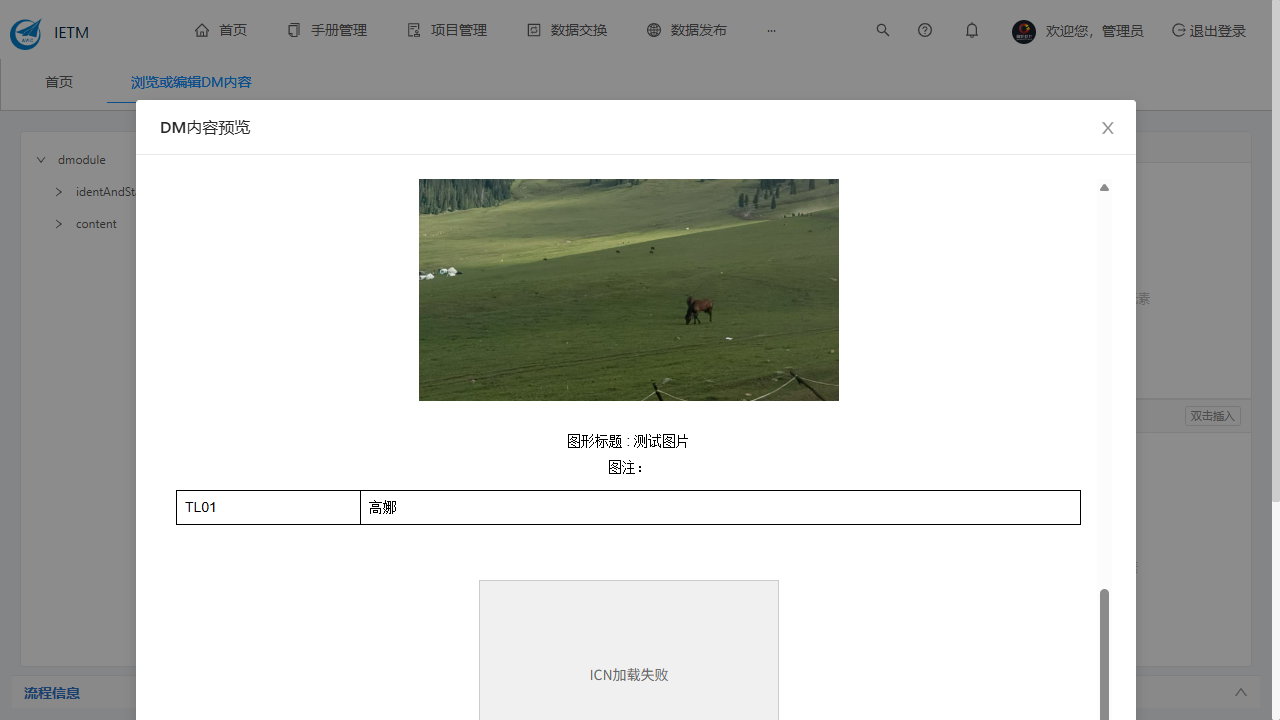 IETM
首页
手册管理
项目管理
数据交换
数据发布
···
欢迎您，管理员
退出登录
首页
浏览或编辑DM内容
DM内容预览
dmodule
identAndSta
content
素
双击插入
图形标题 : 测试图片
图注：
TL01
高娜
ICN加载失败
流程信息